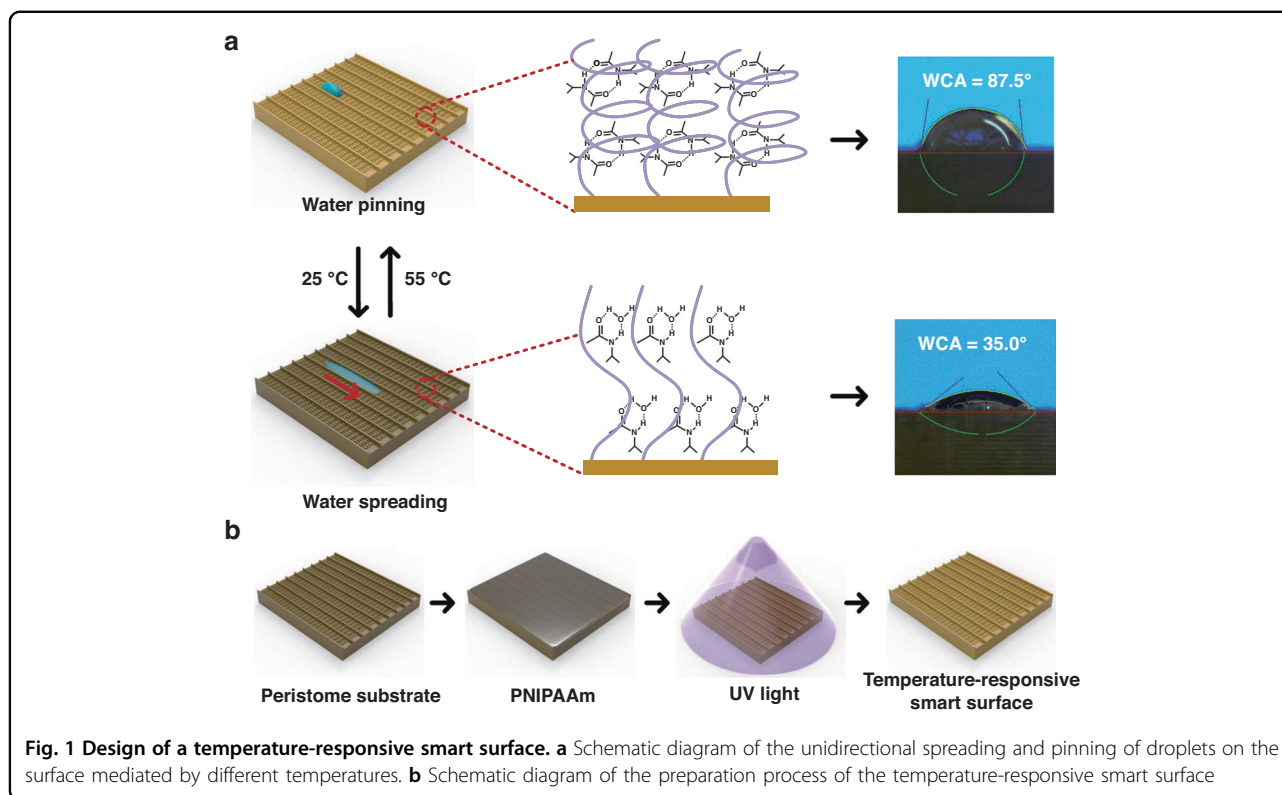 a
WCA = 87.5°
Water pinning
25 °C
55 °C
WCA = 35.0°
Water spreading
b
Peristome substrate
PNIPAAm
UV light
Temperature-responsive
smart surface
Fig. 1 Design of a temperature-responsive smart surface. a Schematic diagram of the unidirectional spreading and pinning of droplets on the
surface mediated by different temperatures. b Schematic diagram of the preparation process of the temperature-responsive smart surface